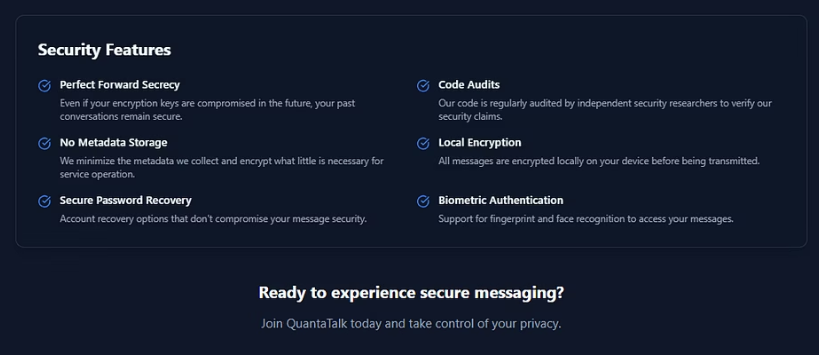 Security Features
Perfect Forward Secrecy
Even if your encryption keys are compromised in the future, your past
conversations remain secure.
Code Audits
Our code is regularly audited by independent security researchers to verify our
security claims.
No Metadata Storage
We minimize the metadata we collect and encrypt what little is necessary for
service operation.
Local Encryption
All messages are encrypted locally on your device before being transmitted.
Secure Password Recovery
Account recovery options that don't compromise your message security.
Biometric Authentication
Support for fingerprint and face recognition to access your messages.
Ready to experience secure messaging?
Join QuantaTalk today and take control of your privacy.